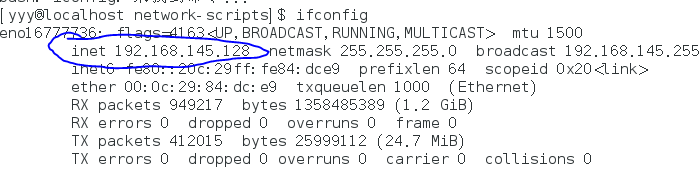 [yyy@localhost network-scripts]$ ifconfig
eno16777736: flags=4163<UP,BROADCAST,RUNNING,MULTICAST>  mtu 1500
        inet 192.168.145.128  netmask 255.255.255.0  broadcast 192.168.145.255
        inet6 fe80::20c:29ff:fe84:dce9  prefixlen 64  scopeid 0x20<link>
        ether 00:0c:29:84:dc:e9  txqueuelen 1000  (Ethernet)
        RX packets 949217  bytes 1358485389 (1.2 GiB)
        RX errors 0  dropped 0  overruns 0  frame 0
        TX packets 412015  bytes 25999112 (24.7 MiB)
        TX errors 0  dropped 0 overruns 0  carrier 0  collisions 0